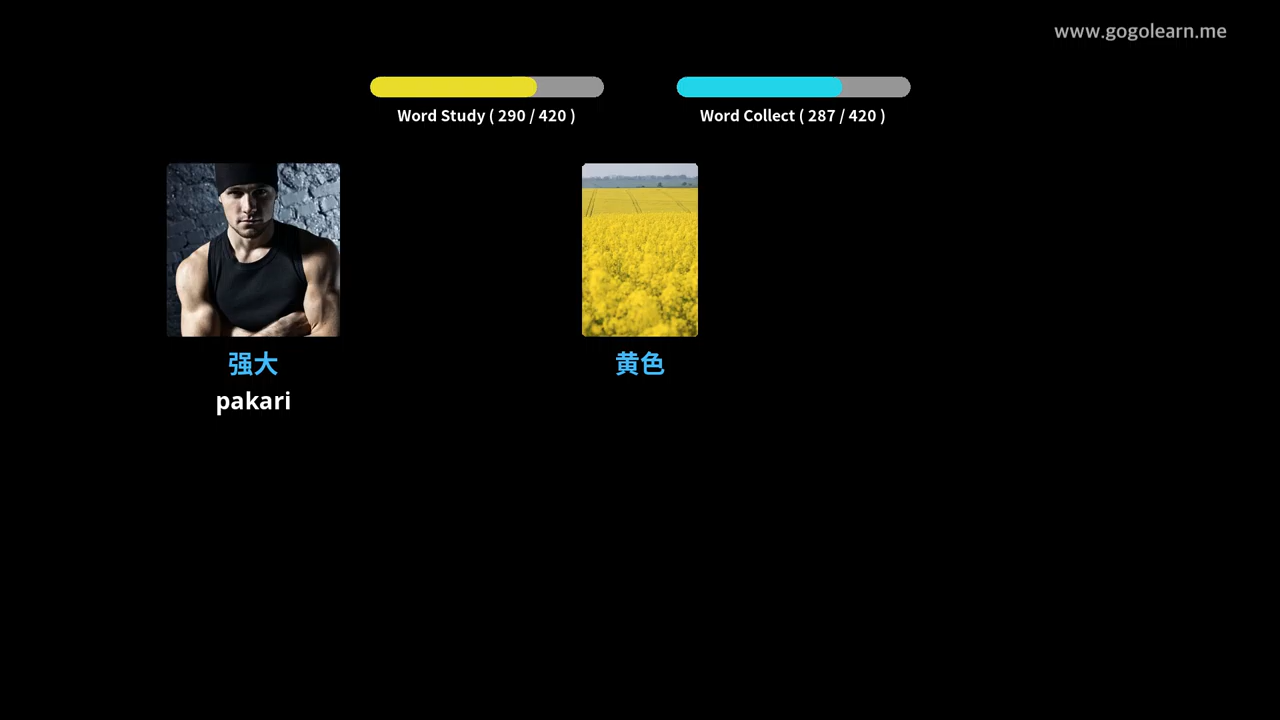 www.gogolearn.me
Word Study ( 290 / 420 )
Word Collect ( 287 / 420 )
强大
pakari
黄色